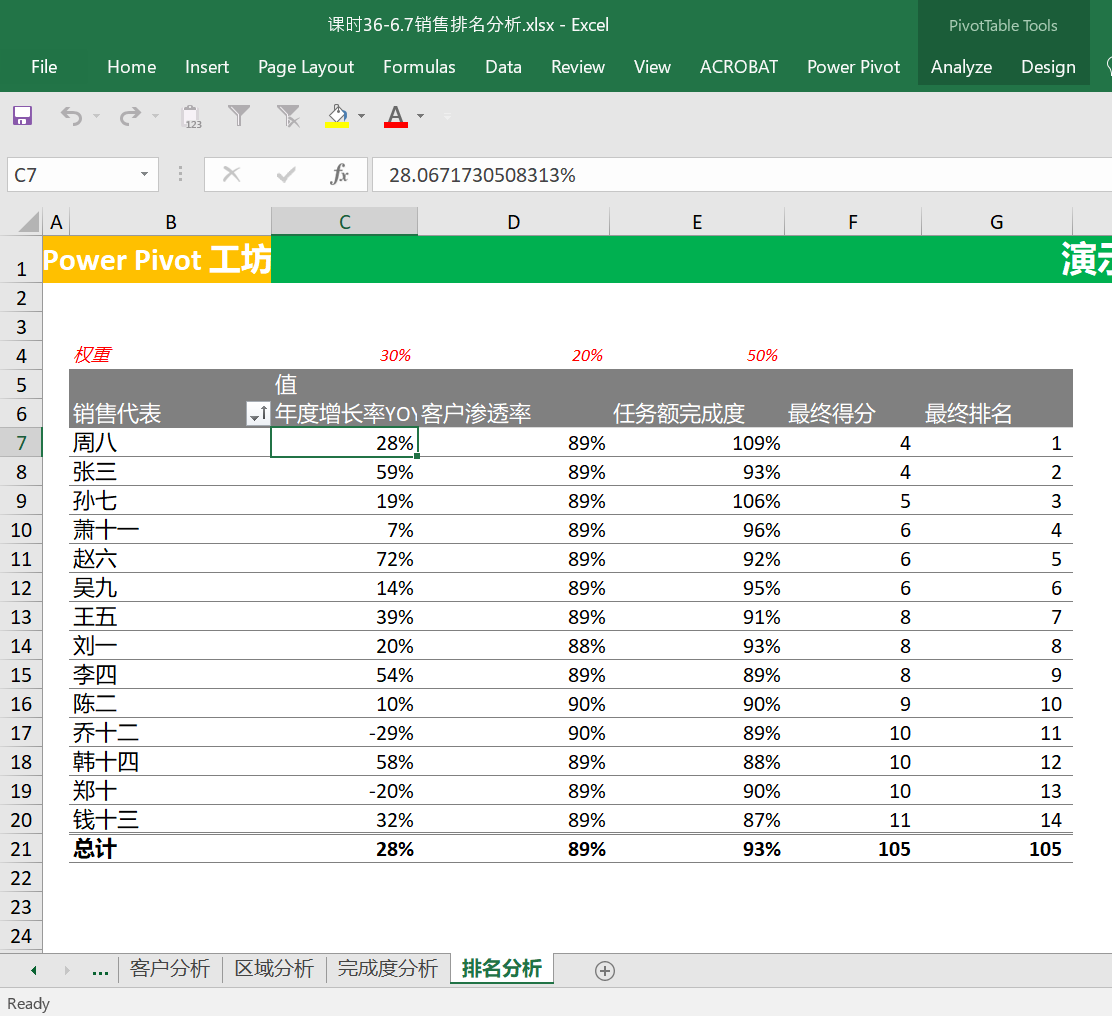 课时36-6.7销售排名分析.xlsx - Excel
PivotTable Tools
File Home Insert Page Layout Formulas Data Review View ACROBAT Power Pivot Analyze Design
123
C7 fx 28.0671730508313%
A B C D E F G
1 Power Pivot 工坊 演示
2
3
4 权重 30% 20% 50%
5 值
6 销售代表 年度增长率YOY 客户渗透率 任务额完成度 最终得分 最终排名
7 周八 28% 89% 109% 4 1
8 张三 59% 89% 93% 4 2
9 孙七 19% 89% 106% 5 3
10 萧十一 7% 89% 96% 6 4
11 赵六 72% 89% 92% 6 5
12 吴九 14% 89% 95% 6 6
13 王五 39% 89% 91% 8 7
14 刘一 20% 88% 93% 8 8
15 李四 54% 89% 89% 8 9
16 陈二 10% 90% 90% 9 10
17 乔十二 -29% 90% 89% 10 11
18 韩十四 58% 89% 88% 10 12
19 郑十 -20% 89% 90% 10 13
20 钱十三 32% 89% 87% 11 14
21 总计 28% 89% 93% 105 105
22
23
24
... 客户分析 区域分析 完成度分析 排名分析
Ready